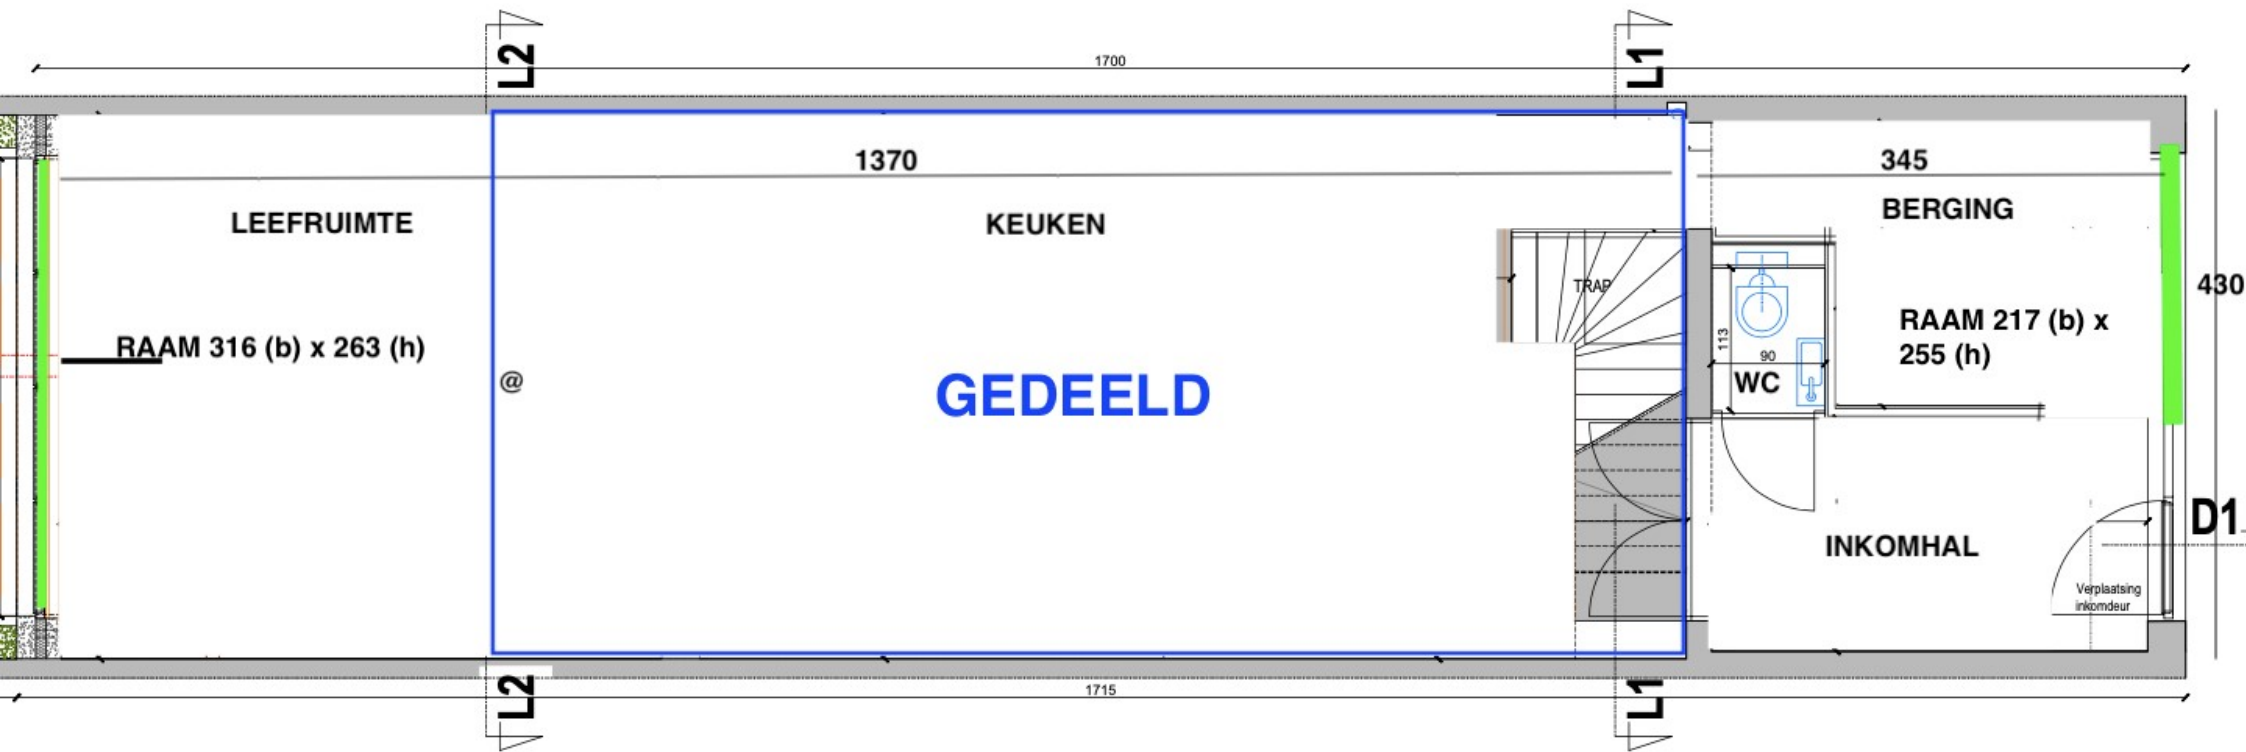 L2
L1
1700
1370
345
LEEFRUIMTE
KEUKEN
BERGING
TRAP
430
RAAM 316 (b) x 263 (h)
RAAM 217 (b) x
255 (h)
113
90
WC
@
GEDEELD
D1
INKOMHAL
Verplaatsing
inkomdeur
L2
L1
1715